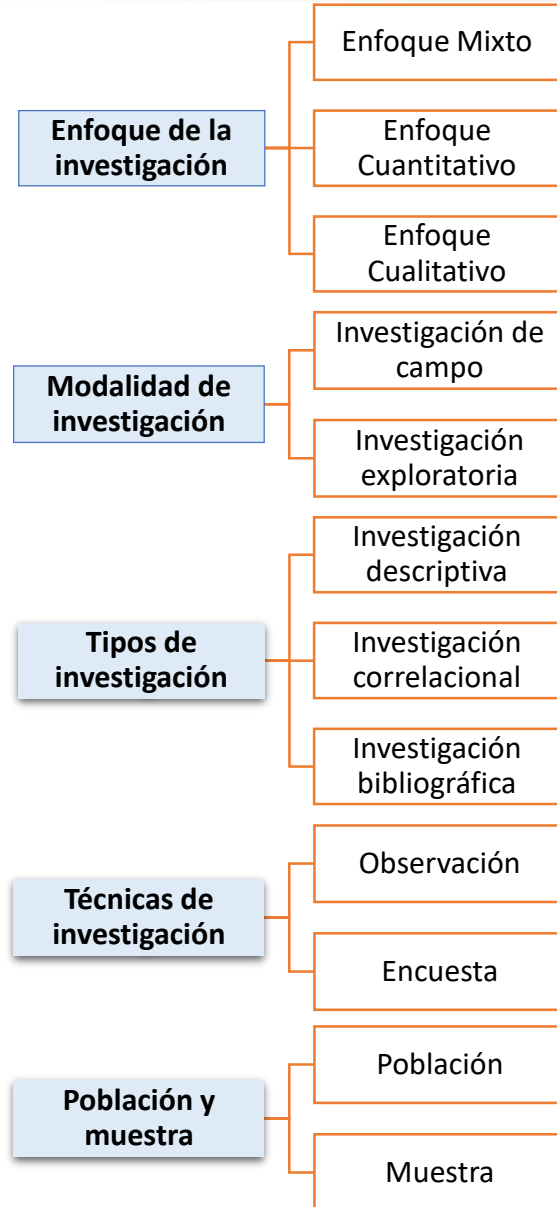 Enfoque de la
investigación
Enfoque Mixto
Enfoque
Cuantitativo
Enfoque
Cualitativo
Modalidad de
investigación
Investigación de
campo
Investigación
exploratoria
Tipos de
investigación
Investigación
descriptiva
Investigación
correlacional
Investigación
bibliográfica
Técnicas de
investigación
Observación
Encuesta
Población y
muestra
Población
Muestra